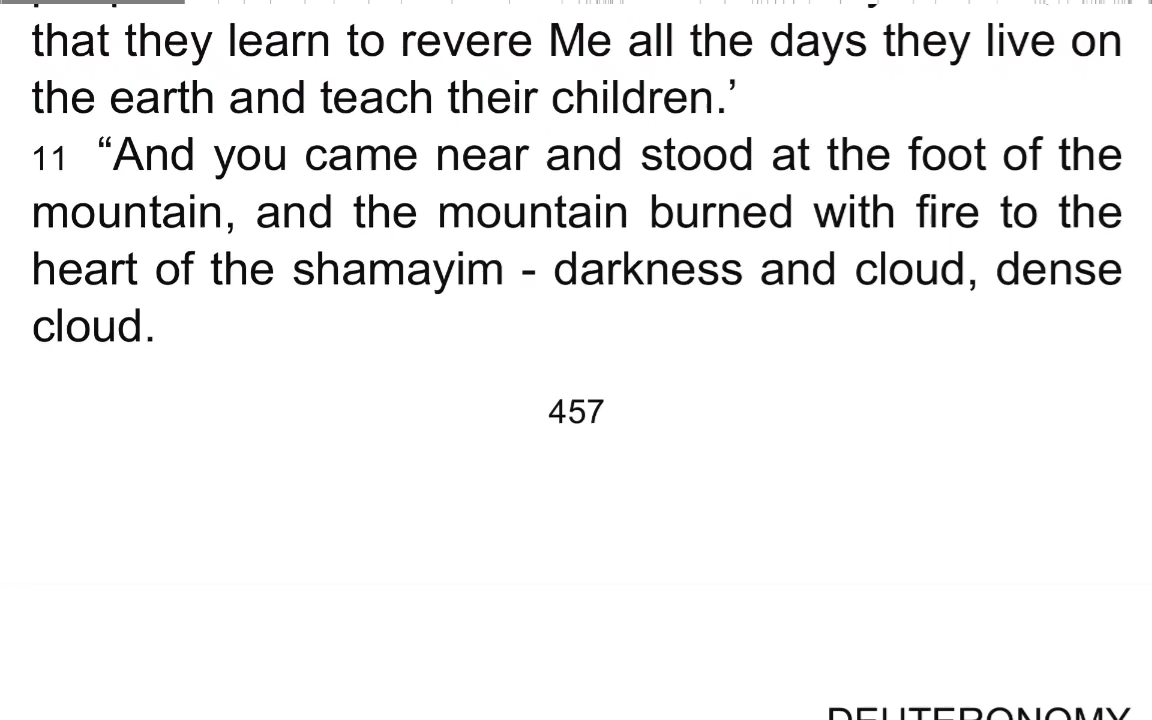 that they learn to revere Me all the days they live on
the earth and teach their children.’
11 “And you came near and stood at the foot of the
mountain, and the mountain burned with fire to the
heart of the shamayim - darkness and cloud, dense
cloud.
457
DEUTERONOMY